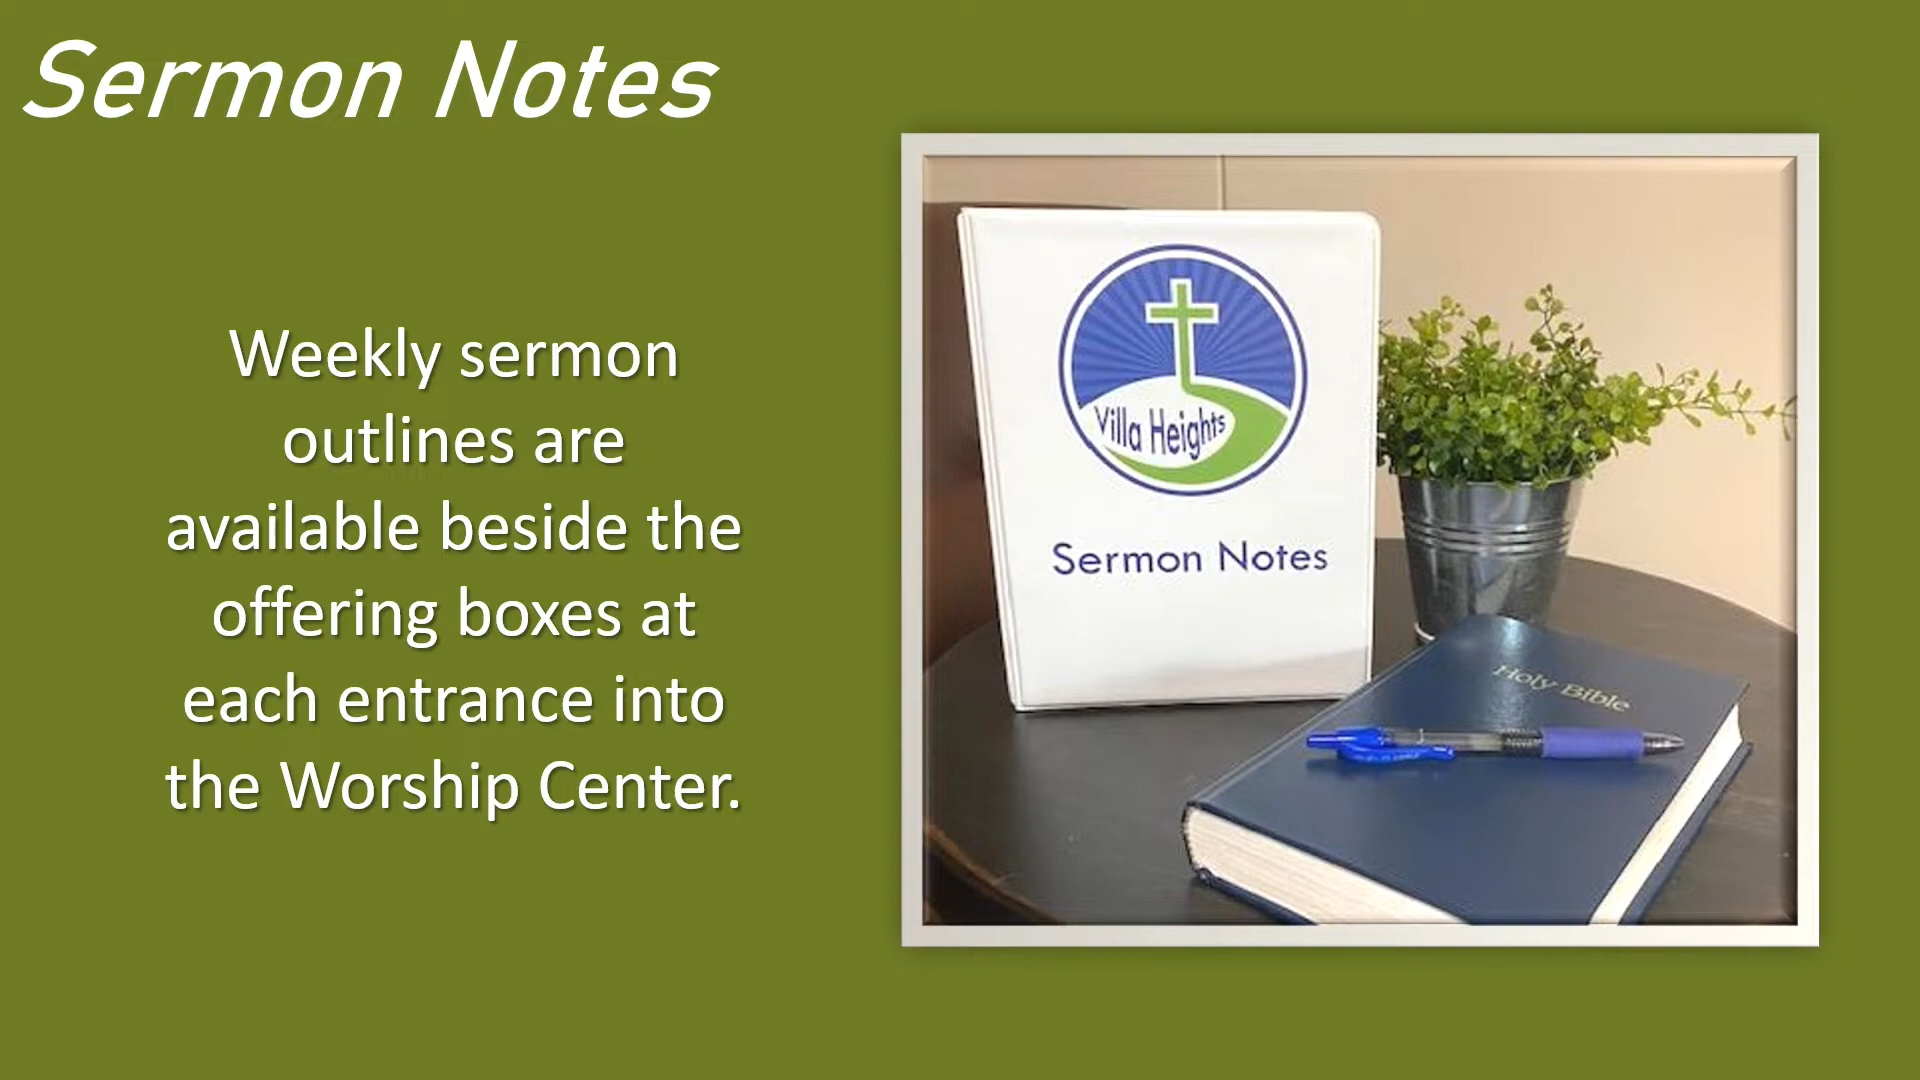 Sermon Notes
Weekly sermon
outlines are
available beside the
offering boxes at
each entrance into
the Worship Center.
Villa Heights
Sermon Notes
Holy Bible